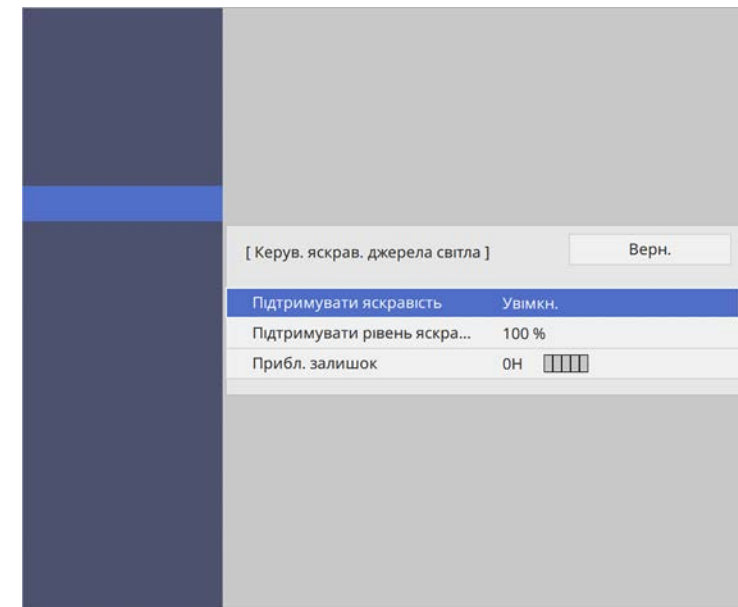 [ Керув. яскрав. джерела світла ] Верн.
Підтримувати яскравість Увімкн.
Підтримувати рівень яскра... 100 %
Прибл. залишок 0H